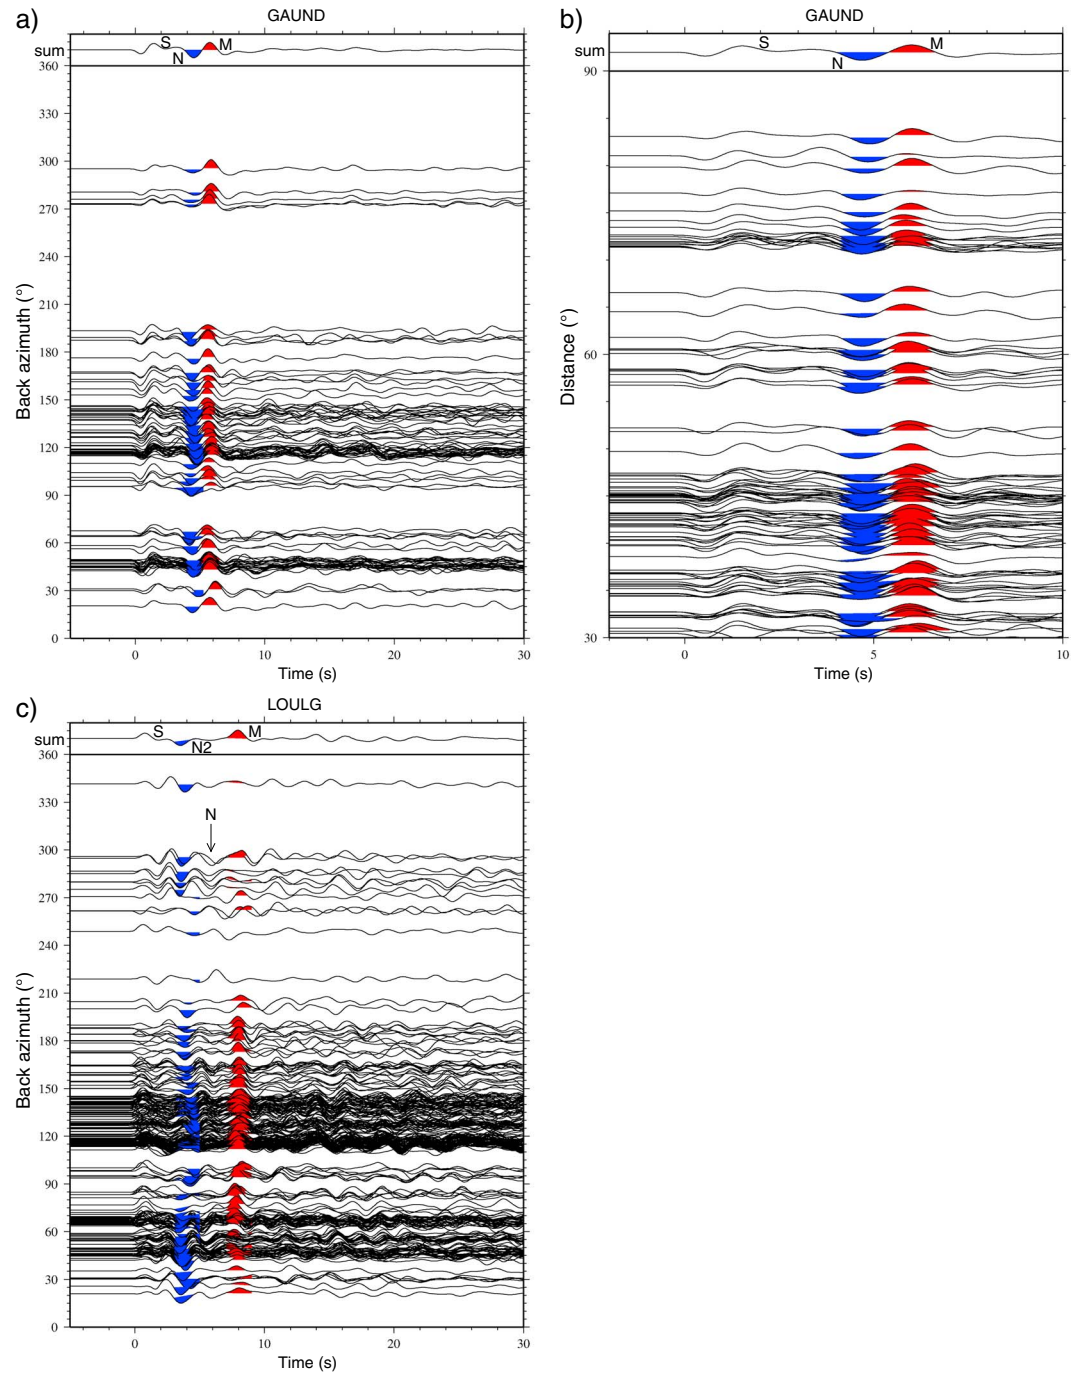 a)
GAUND
sum
S
N
M
360
330
300
270
240
210
180
150
120
90
60
30
0
Back azimuth (°)
0 10 20 30
Time (s)
b)
GAUND
sum
S
N
M
90
60
30
Distance (°)
0 5 10
Time (s)
c)
LOULG
sum
S
N2
M
N
360
330
300
270
240
210
180
150
120
90
60
30
0
Back azimuth (°)
0 10 20 30
Time (s)